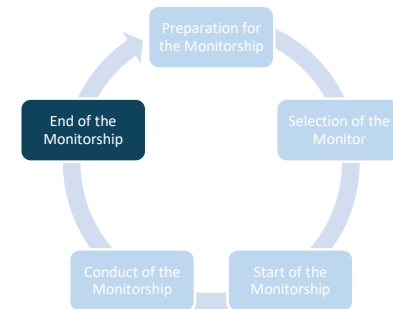 Preparation for
the Monitorship
Selection of the
Monitor
Start of the
Monitorship
Conduct of the
Monitorship
End of the
Monitorship